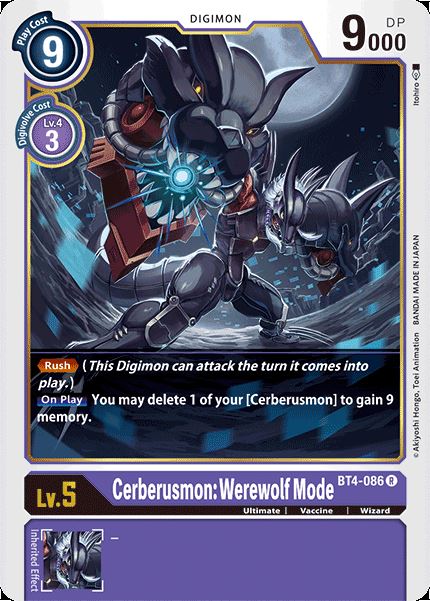 DIGIMON
Play Cost
9
DP
9000
Digivolve Cost
Lv.4
3
Itohiro
© Akiyoshi Hongo, Toei Animation BANDAI MADE IN JAPAN
Rush (This Digimon can attack the turn it comes into
play.)
On Play You may delete 1 of your [Cerberusmon] to gain 9
memory.
BT4-086 R
Lv.5
Cerberusmon: Werewolf Mode
Ultimate | Vaccine | Wizard
Inherited Effect
–